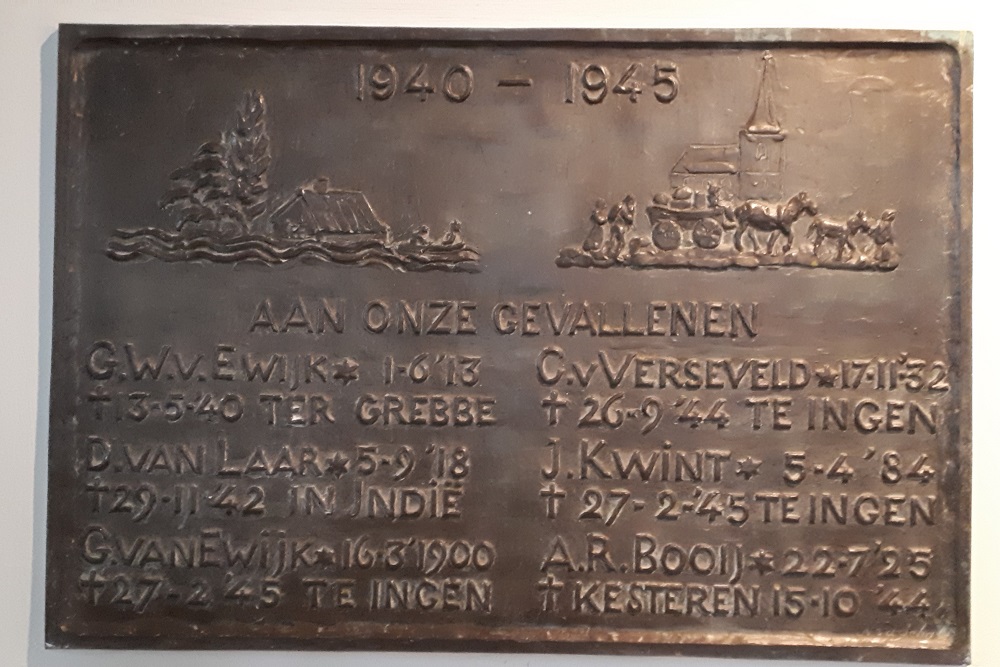 1940 – 1945
AAN ONZE GEVALLENEN
G.W.V. EWIJK * 1-6 '13
† 13-5-40 TER GREBBE
D. VAN LAAR * 5-9 '18
† 29-11-42 IN JNDIË
G. VAN EWIJK * 16-3'1900
† 27-2 '45 TE INGEN
C. v VERSEVELD * 17-11-'32
† 26-9 '44 TE INGEN
J. KWINT * 5-4 '84
† 27-2-'45 TE INGEN
A.R. BOOIJ * 22-7'25
† KESTEREN 15-10 '44